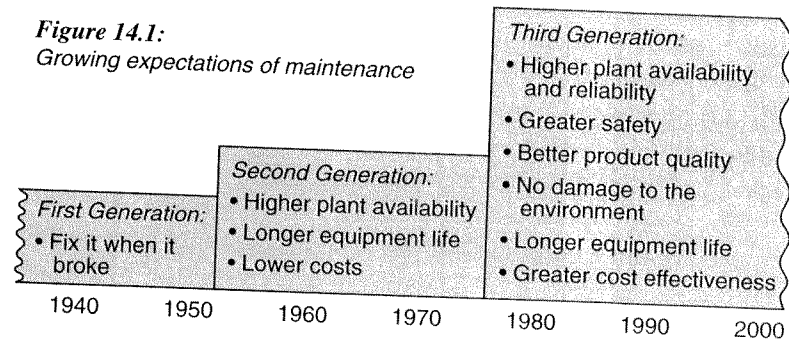 Figure 14.1:
Growing expectations of maintenance
First Generation:
• Fix it when it
broke
Second Generation:
• Higher plant availability
• Longer equipment life
• Lower costs
Third Generation:
• Higher plant availability
and reliability
• Greater safety
• Better product quality
• No damage to the
environment
• Longer equipment life
• Greater cost effectiveness
1940 1950 1960 1970 1980 1990 2000